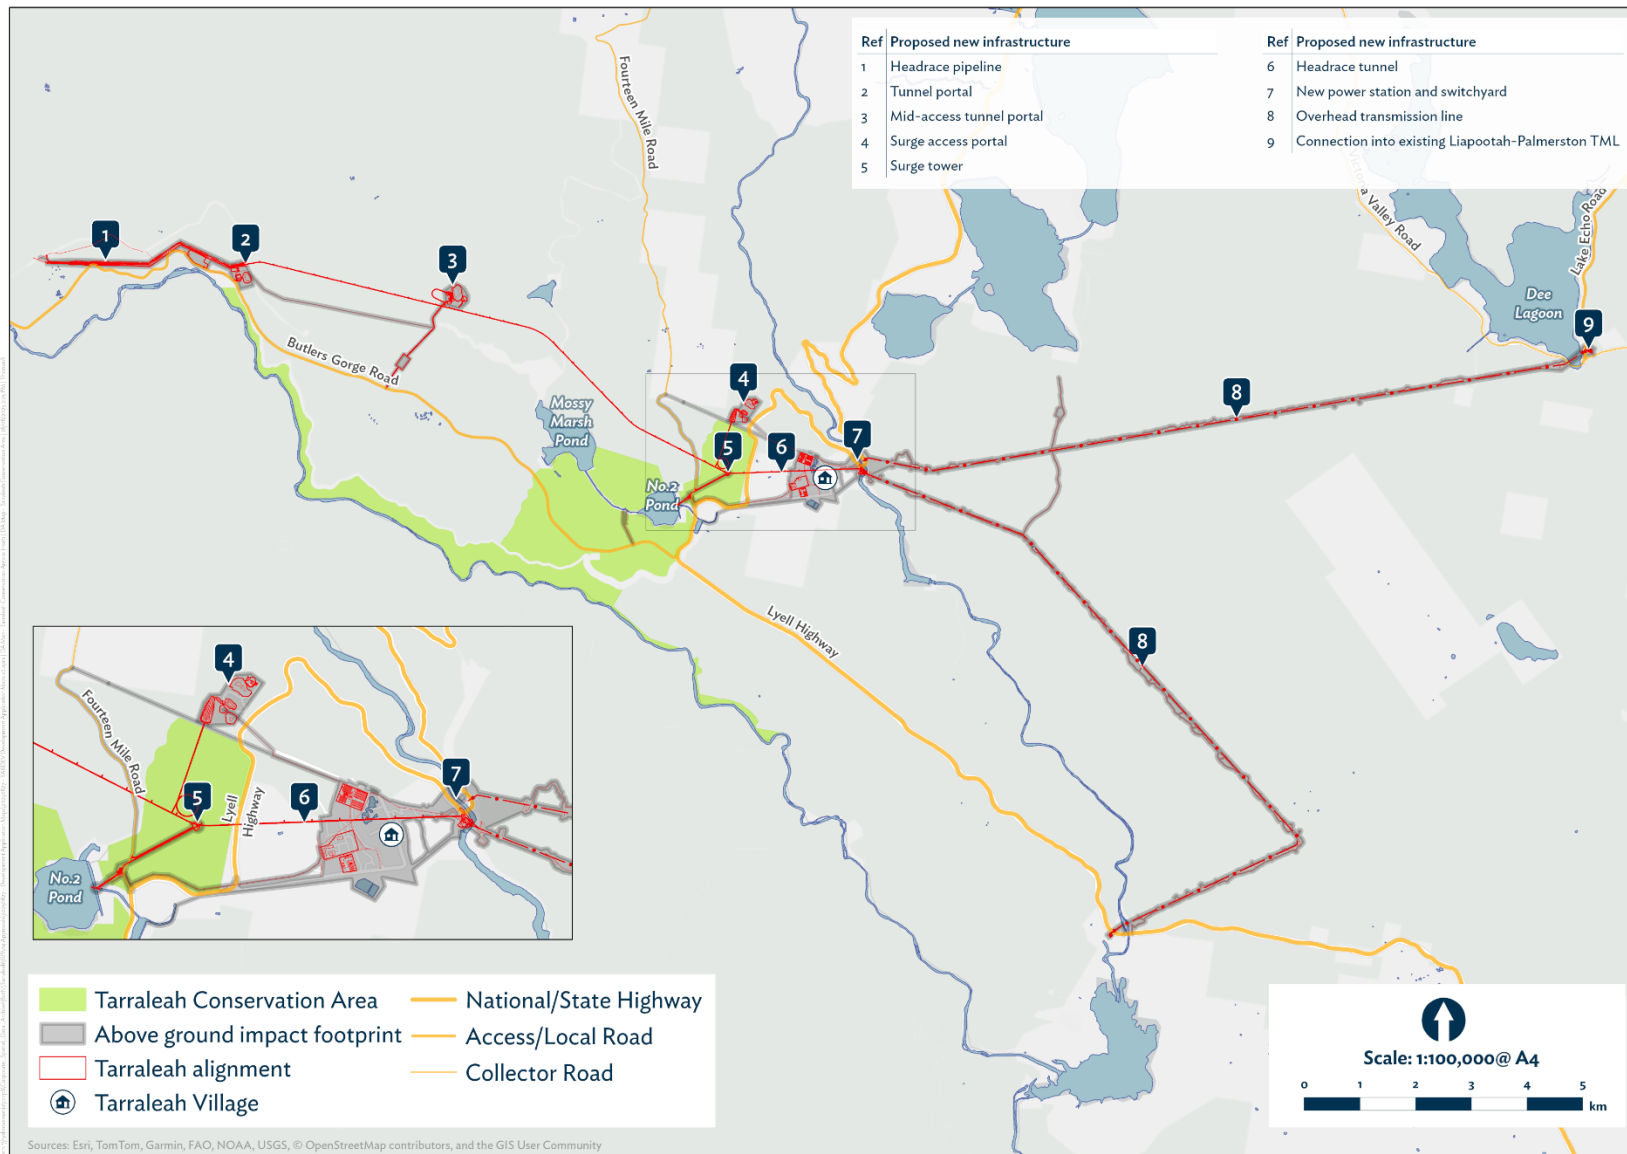 Ref Proposed new infrastructure
1 Headrace pipeline
2 Tunnel portal
3 Mid-access tunnel portal
4 Surge access portal
5 Surge tower
Ref Proposed new infrastructure
6 Headrace tunnel
7 New power station and switchyard
8 Overhead transmission line
9 Connection into existing Liapootah-Palmerston TML
Fourteen Mile Road
a Valley Road
Lake Echo Road
Dee
Lagoon
1
2
3
4
5
6
7
8
8
9
Butlers Gorge Road
Mossy
Marsh
Pond
No.2
Pond
Lyell Highway
4
5
6
7
Fourteen Mile Road
Lyell
Highway
No.2
Pond
Tarraleah Conservation Area
Above ground impact footprint
Tarraleah alignment
Tarraleah Village
National/State Highway
Access/Local Road
Collector Road
Scale: 1:100,000@ A4
0 1 2 3 4 5
km
Sources: Esri, TomTom, Garmin, FAO, NOAA, USGS, © OpenStreetMap contributors, and the GIS User Community